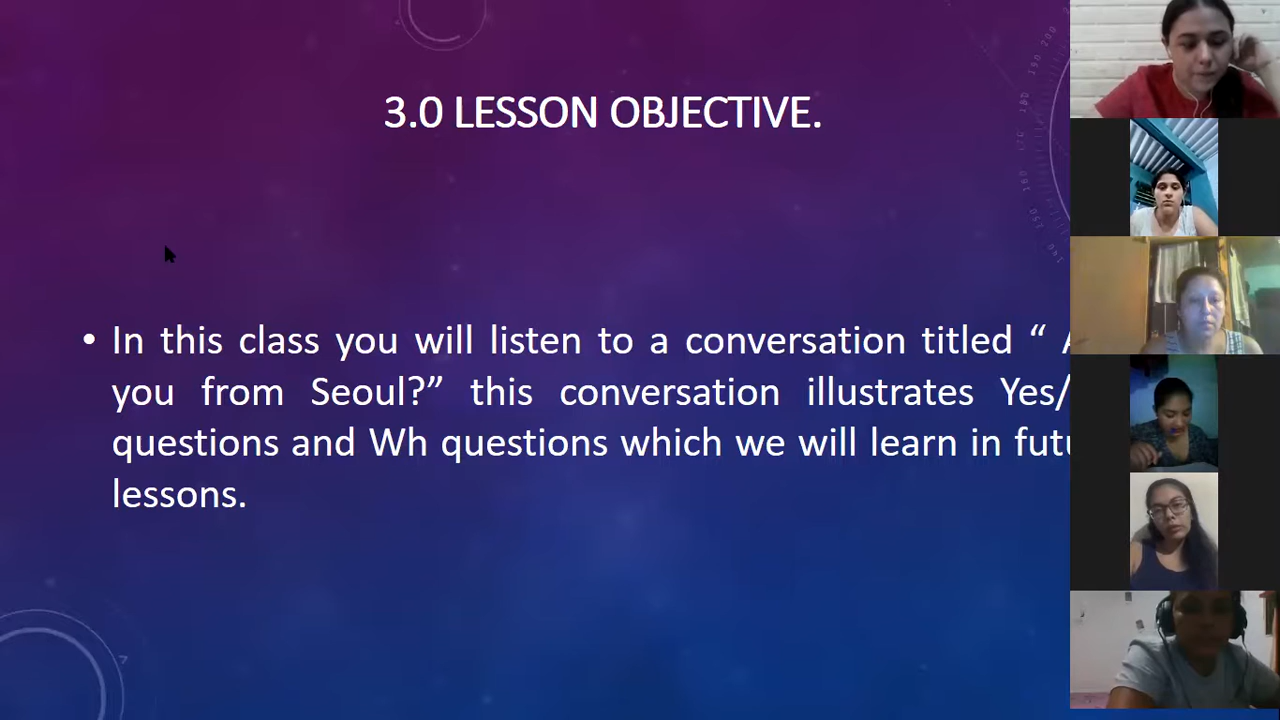 3.0 LESSON OBJECTIVE.
• In this class you will listen to a conversation titled “
you from Seoul?” this conversation illustrates Yes/
questions and Wh questions which we will learn in
lessons.